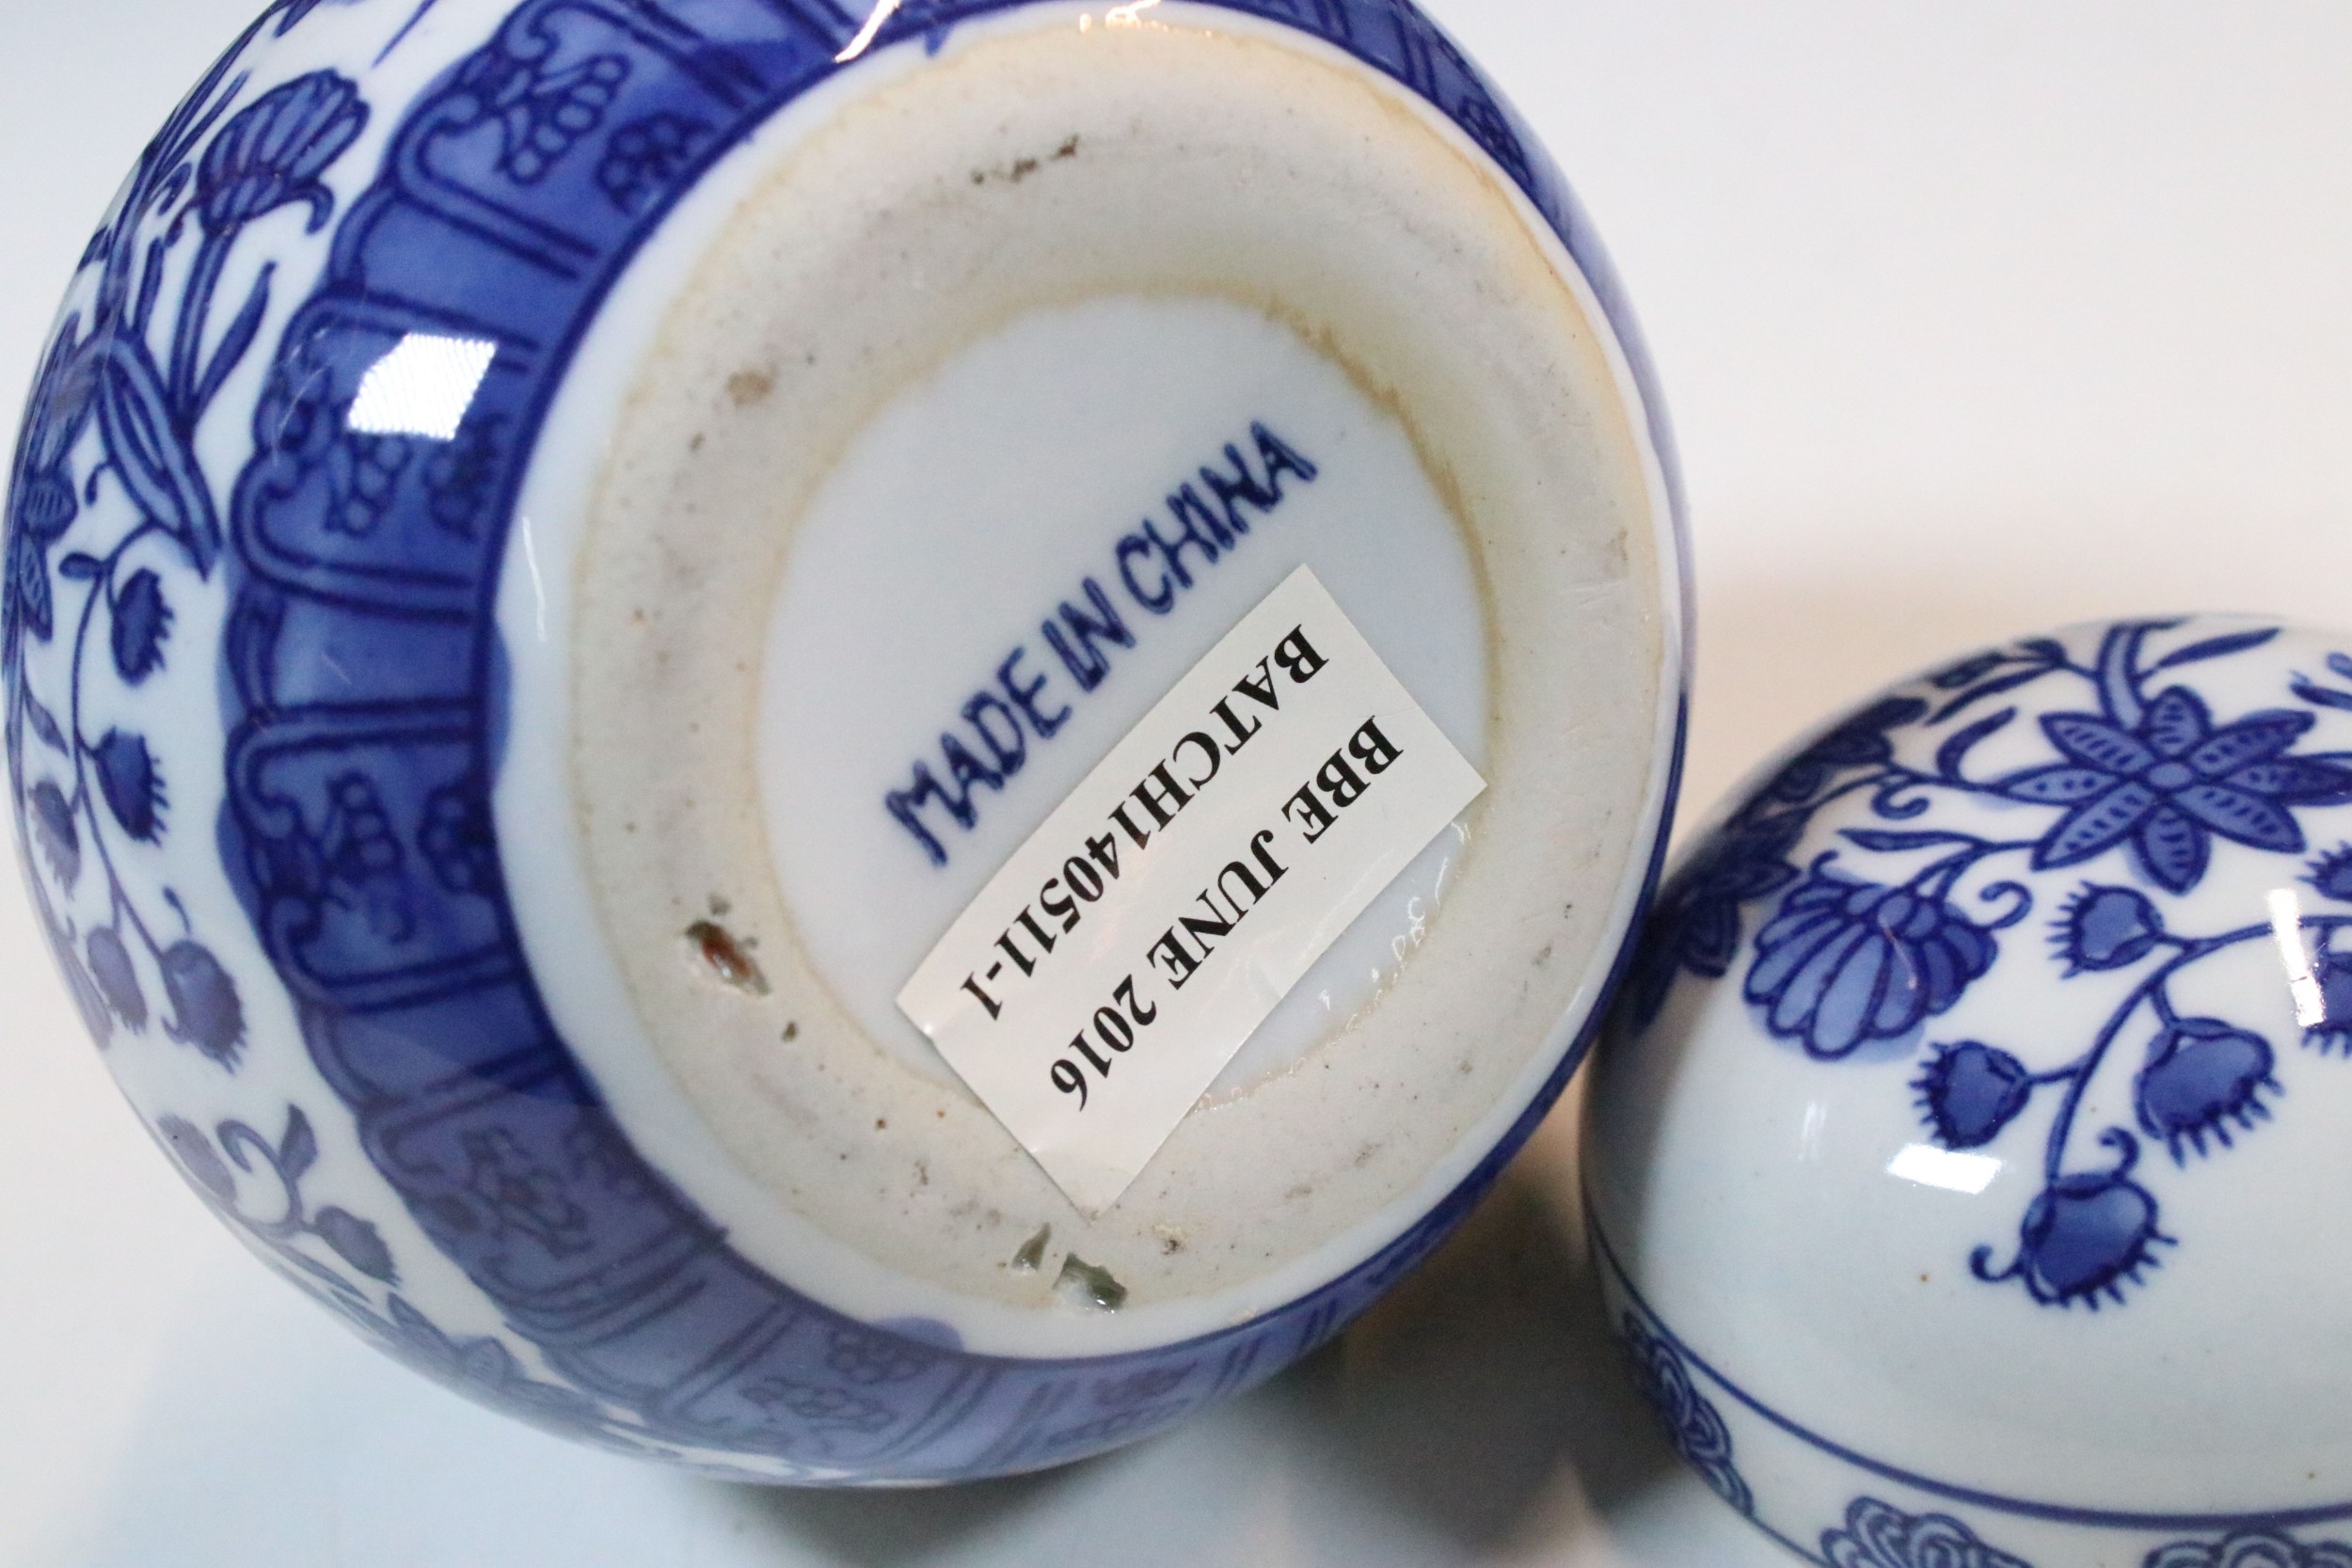 MADE IN CHINA
BATCH140511-1
BBE JUNE 2016